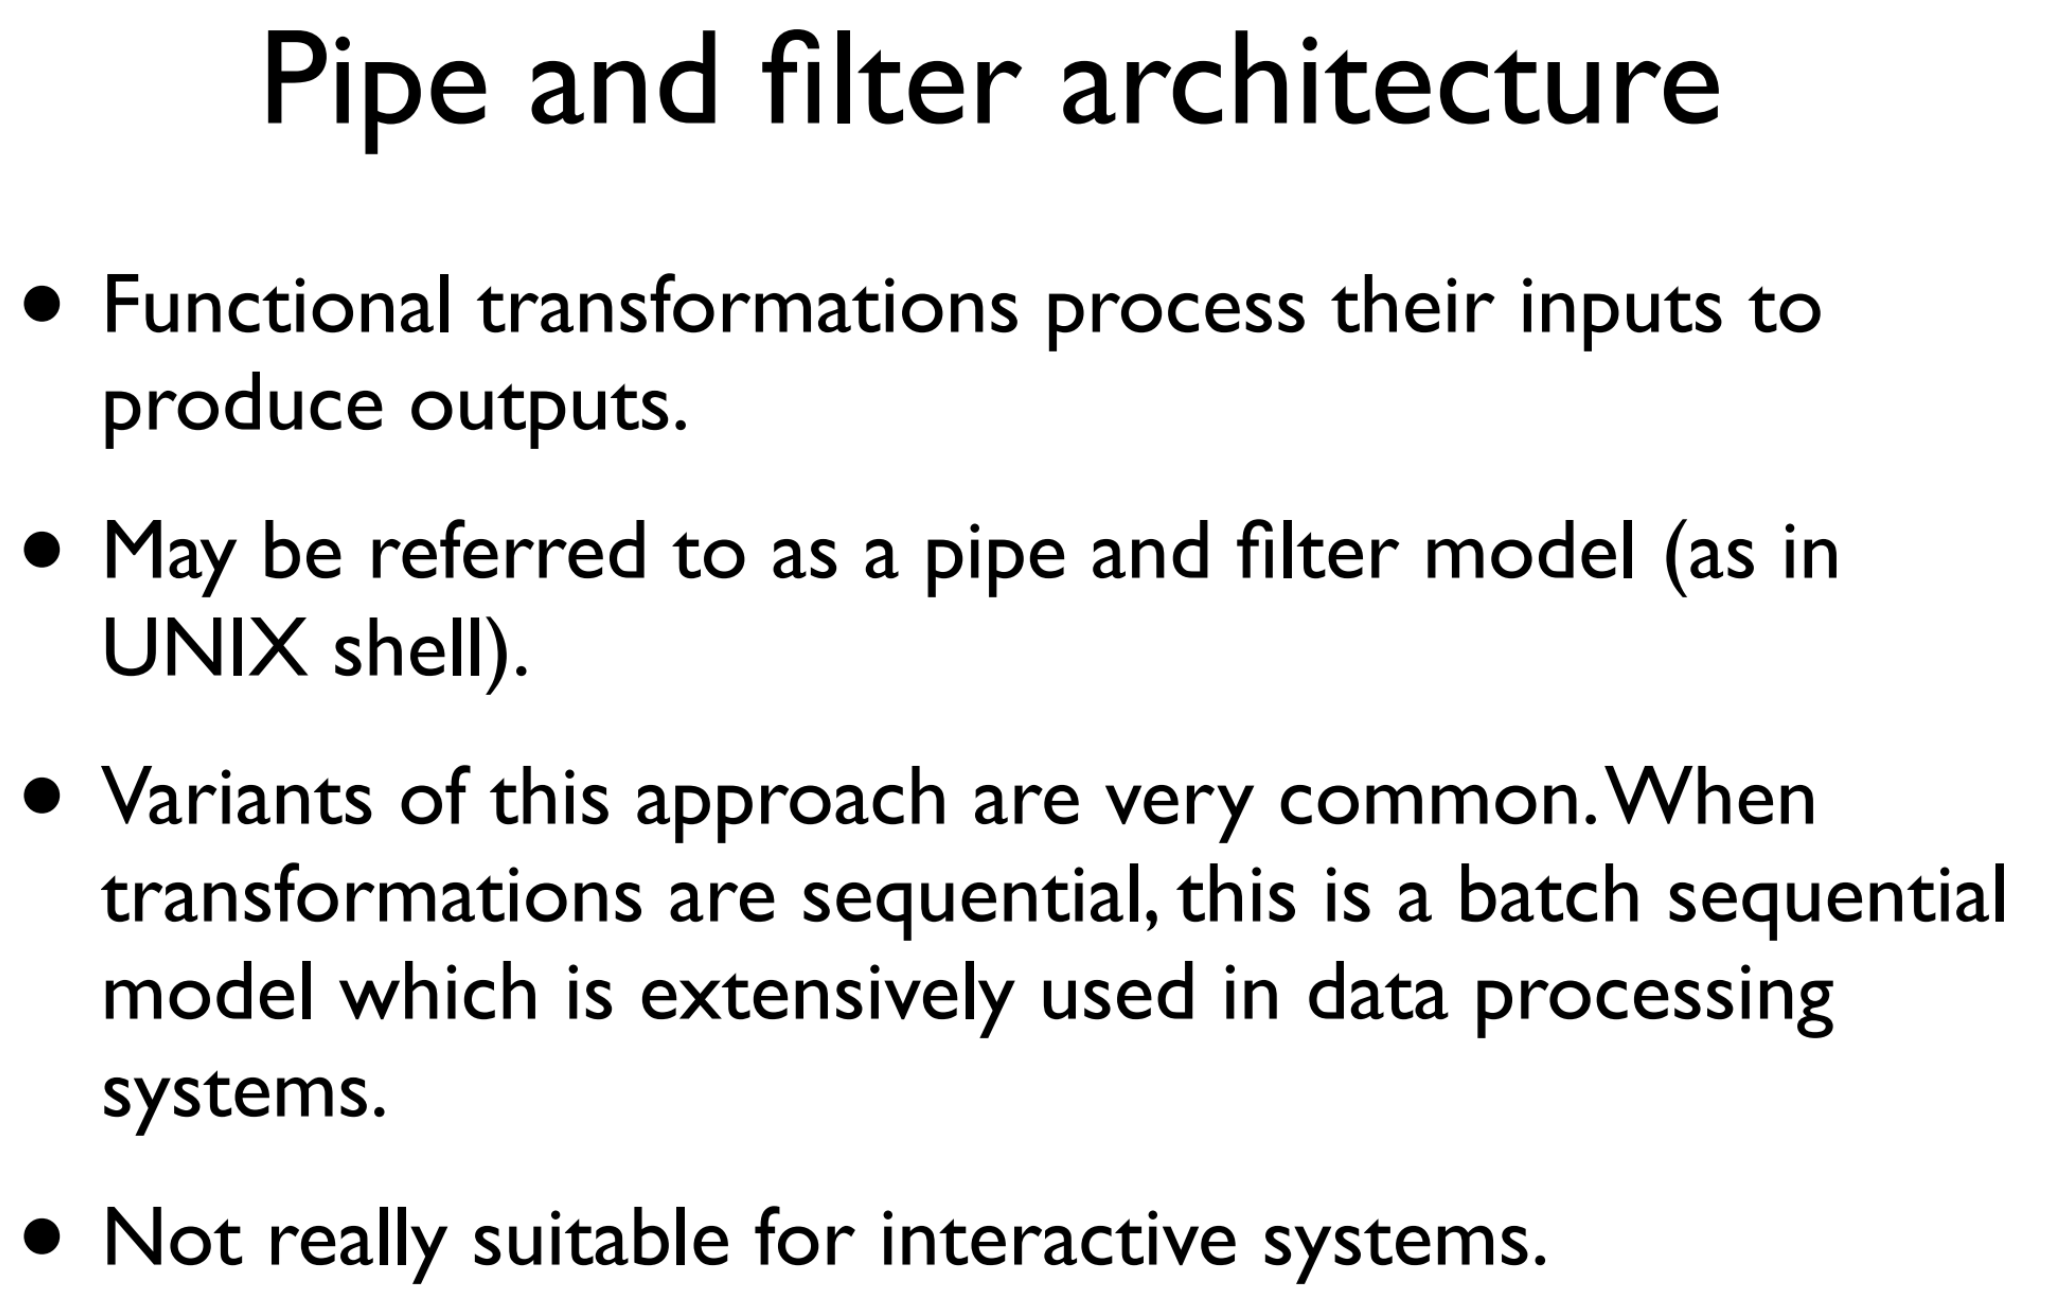 Pipe and filter architecture
• Functional transformations process their inputs to
produce outputs.
• May be referred to as a pipe and filter model (as in
UNIX shell).
• Variants of this approach are very common. When
transformations are sequential, this is a batch sequential
model which is extensively used in data processing
systems.
• Not really suitable for interactive systems.